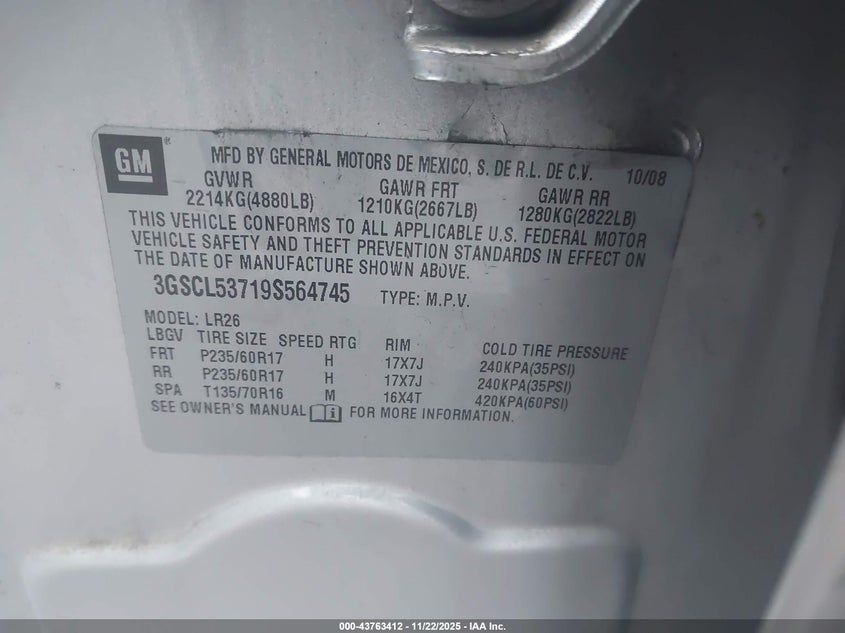 GM ®
MFD BY GENERAL MOTORS DE MEXICO, S. DE R.L. DE C.V. 10/08
GVWR GAWR FRT GAWR RR
2214KG(4880LB) 1210KG(2667LB) 1280KG(2822LB)
THIS VEHICLE CONFORMS TO ALL APPLICABLE U.S. FEDERAL MOTOR
VEHICLE SAFETY AND THEFT PREVENTION STANDARDS IN EFFECT ON
THE DATE OF MANUFACTURE SHOWN ABOVE.
3GSCL53719S564745 TYPE: M.P.V.
MODEL: LR26
LBGV TIRE SIZE SPEED RTG RIM COLD TIRE PRESSURE
FRT P235/60R17 H 17X7J 240KPA(35PSI)
RR P235/60R17 H 17X7J 240KPA(35PSI)
SPA T135/70R16 M 16X4T 420KPA(60PSI)
SEE OWNER'S MANUAL i FOR MORE INFORMATION.
000-43763412 - 11/22/2025 - IAA Inc.